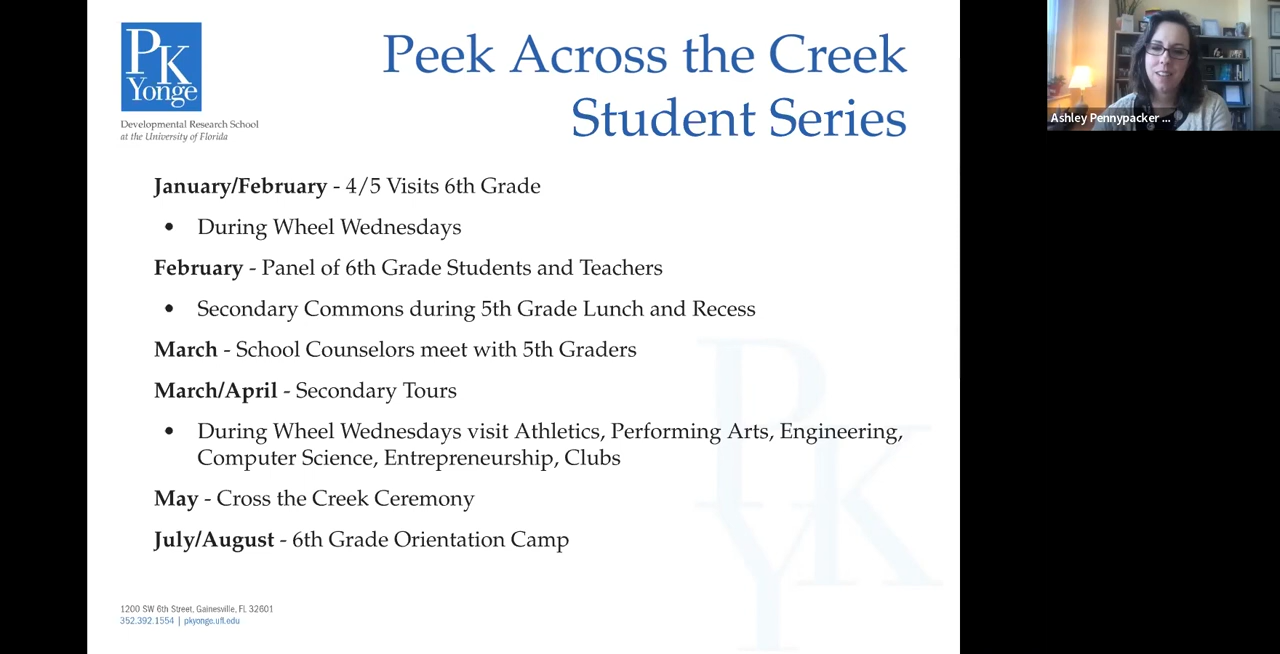 PK
Yonge
Developmental Research School
at the University of Florida
Peek Across the Creek
Student Series
January/February - 4/5 Visits 6th Grade
• During Wheel Wednesdays
February - Panel of 6th Grade Students and Teachers
• Secondary Commons during 5th Grade Lunch and Recess
March - School Counselors meet with 5th Graders
March/April - Secondary Tours
• During Wheel Wednesdays visit Athletics, Performing Arts, Engineering,
Computer Science, Entrepreneurship, Clubs
May - Cross the Creek Ceremony
July/August - 6th Grade Orientation Camp
PKY
1200 SW 6th Street, Gainesville, FL 32601
352.392.1554 | pkyonge.ufl.edu
Ashley Pennypacker ...